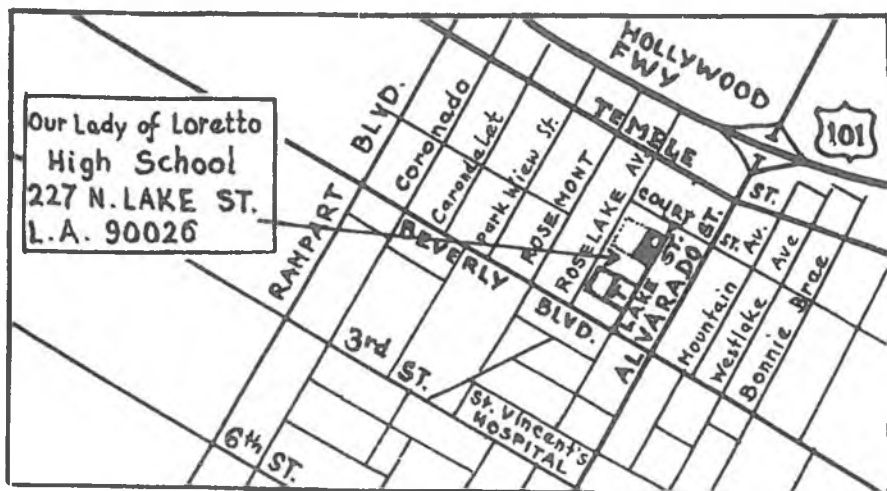 Our Lady of Loretto
High School
227 N. LAKE ST.
L.A. 90026
HOLLYWOOD
FWY
101
TEMBLE
ST.
RAMPART BLVD.
Coronado
Carondelet
Park View St.
ROSEMONT
ROSELAKE AV.
COURT
ST.
LAKE ST.
ALVARADO ST.
Mountain Av.
Westlake Ave
Bonnie Brae
BEVERLY
BLVD.
3rd
ST.
6th
ST.
St. Vincent's
HOSPITAL